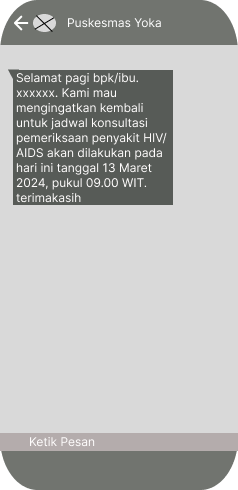 Puskesmas Yoka
Selamat pagi bpk/ibu.
xxxxxx. Kami mau
mengingatkan kembali
untuk jadwal konsultasi
pemeriksaan penyakit HIV/
AIDS akan dilakukan pada
hari ini tanggal 13 Maret
2024, pukul 09.00 WIT.
terimakasih
Ketik Pesan